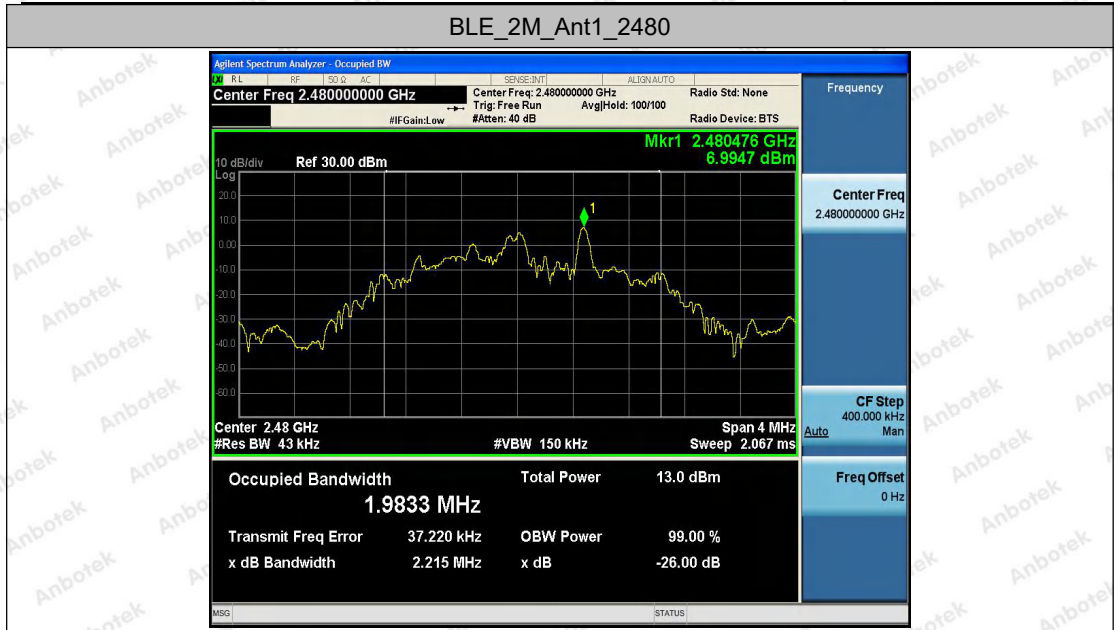 BLE_2M_Ant1_2480
Agilent Spectrum Analyzer - Occupied BW
LXI RL RF 50 Ω AC SENSE:INT ALIGNAUTO
Center Freq 2.480000000 GHz
Center Freq: 2.480000000 GHz
Radio Std: None
Trig: Free Run Avg|Hold: 100/100
#IFGain:Low
#Atten: 40 dB
Radio Device: BTS
Mkr1 2.480476 GHz
6.9947 dBm
10 dB/div Ref 30.00 dBm
Log
20.0
10.0
0.00
-10.0
-20.0
-30.0
-40.0
-50.0
-60.0
1
Center 2.48 GHz
Span 4 MHz
#Res BW 43 kHz
#VBW 150 kHz
Sweep 2.067 ms
Occupied Bandwidth
Total Power 13.0 dBm
1.9833 MHz
Transmit Freq Error 37.220 kHz OBW Power 99.00 %
x dB Bandwidth 2.215 MHz x dB -26.00 dB
MSG
STATUS
Frequency
Center Freq
2.480000000 GHz
CF Step
400.000 kHz
Auto Man
Freq Offset
0 Hz
Anbotek